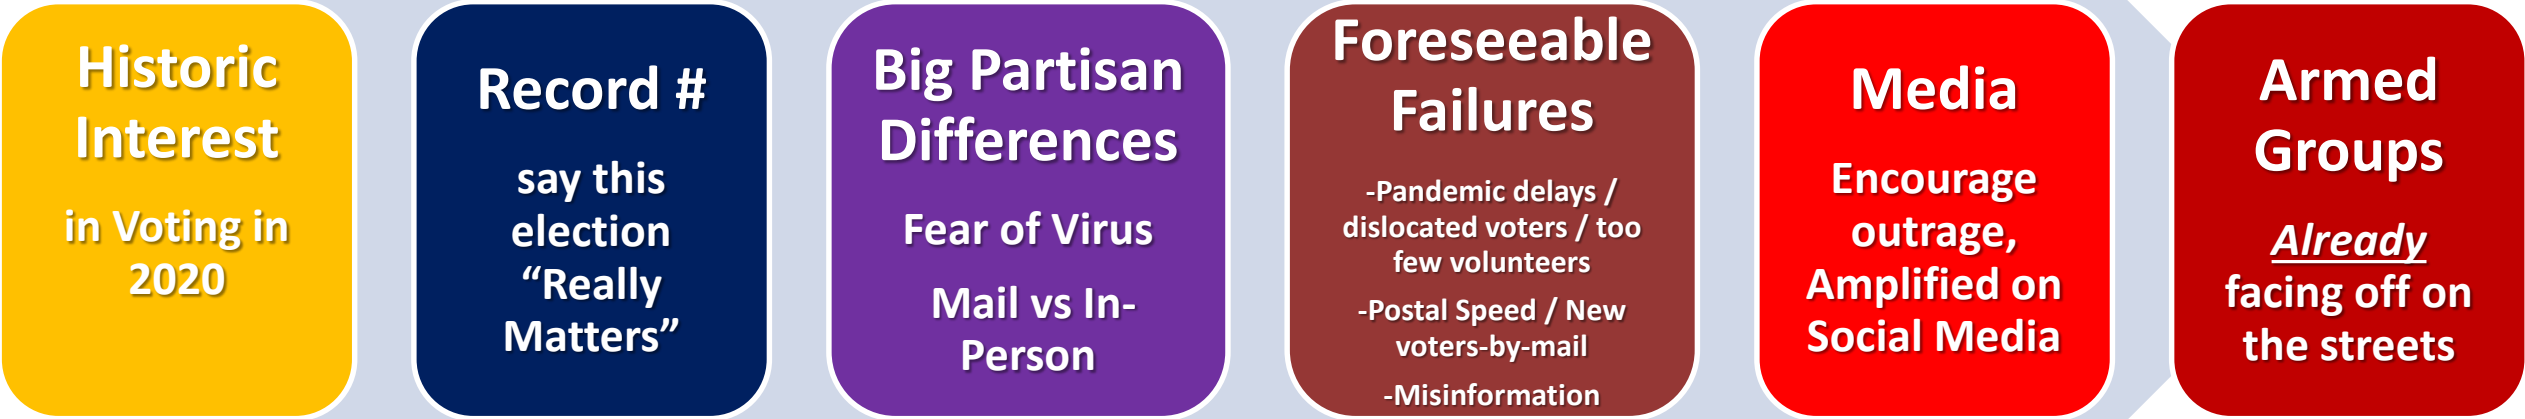 Historic
Interest
in Voting in
2020
Record #
say this
election
“Really
Matters”
Big Partisan
Differences
Fear of Virus
Mail vs In-
Person
Foreseeable
Failures
-Pandemic delays /
dislocated voters / too
few volunteers
-Postal Speed / New
voters-by-mail
-Misinformation
Media
Encourage
outrage,
Amplified on
Social Media
Armed
Groups
Already
facing off on
the streets